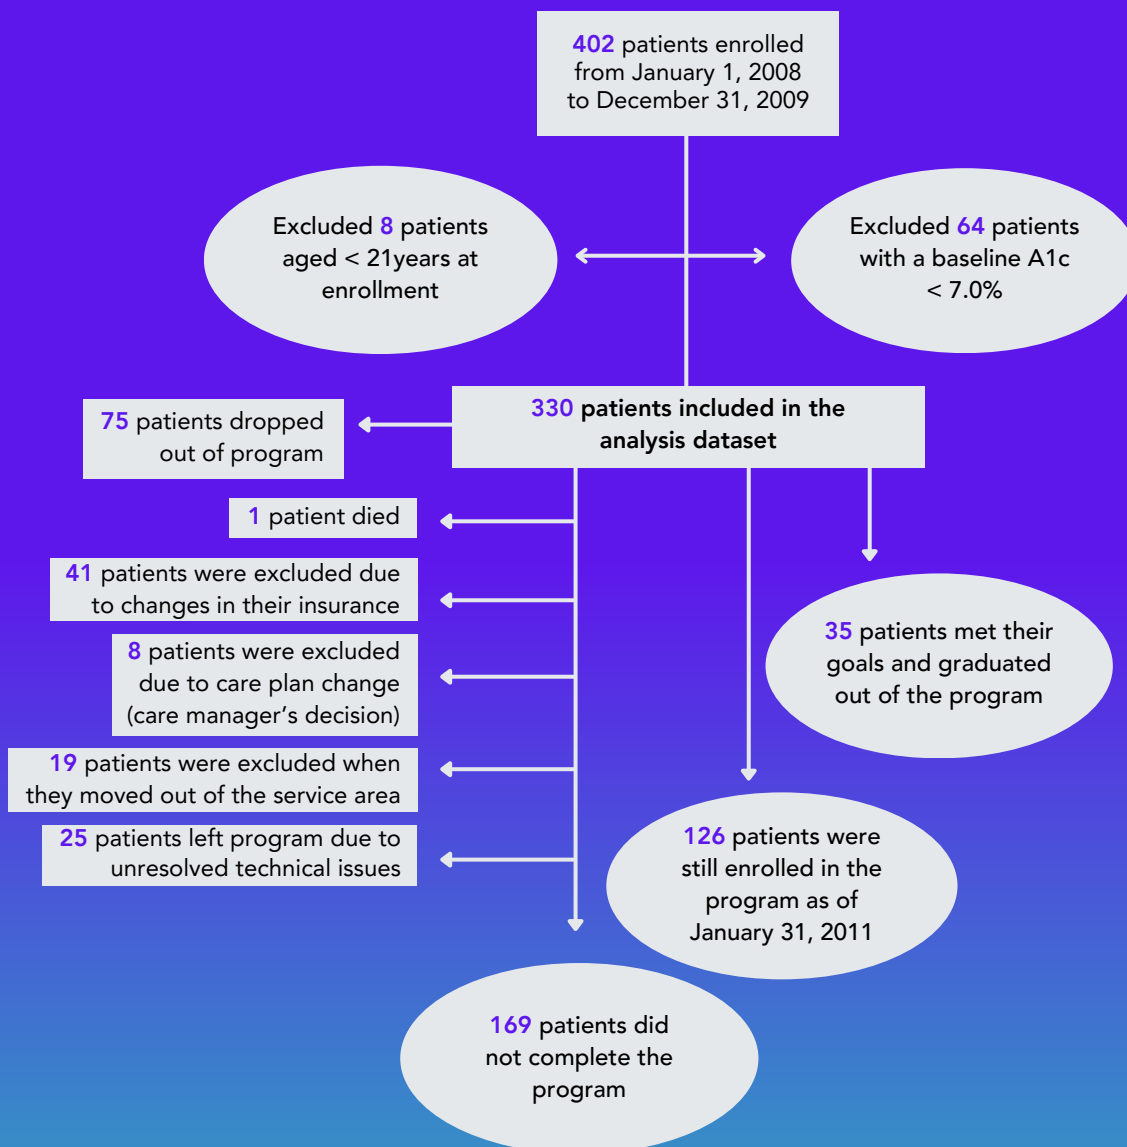 402 patients enrolled
from January 1, 2008
to December 31, 2009
Excluded 8 patients
aged < 21years at
enrollment
Excluded 64 patients
with a baseline A1c
< 7.0%
330 patients included in the
analysis dataset
75 patients dropped
out of program
1 patient died
41 patients were excluded due
to changes in their insurance
8 patients were excluded
due to care plan change
(care manager's decision)
19 patients were excluded when
they moved out of the service area
25 patients left program due to
unresolved technical issues
35 patients met their
goals and graduated
out of the program
126 patients were
still enrolled in the
program as of
January 31, 2011
169 patients did
not complete the
program